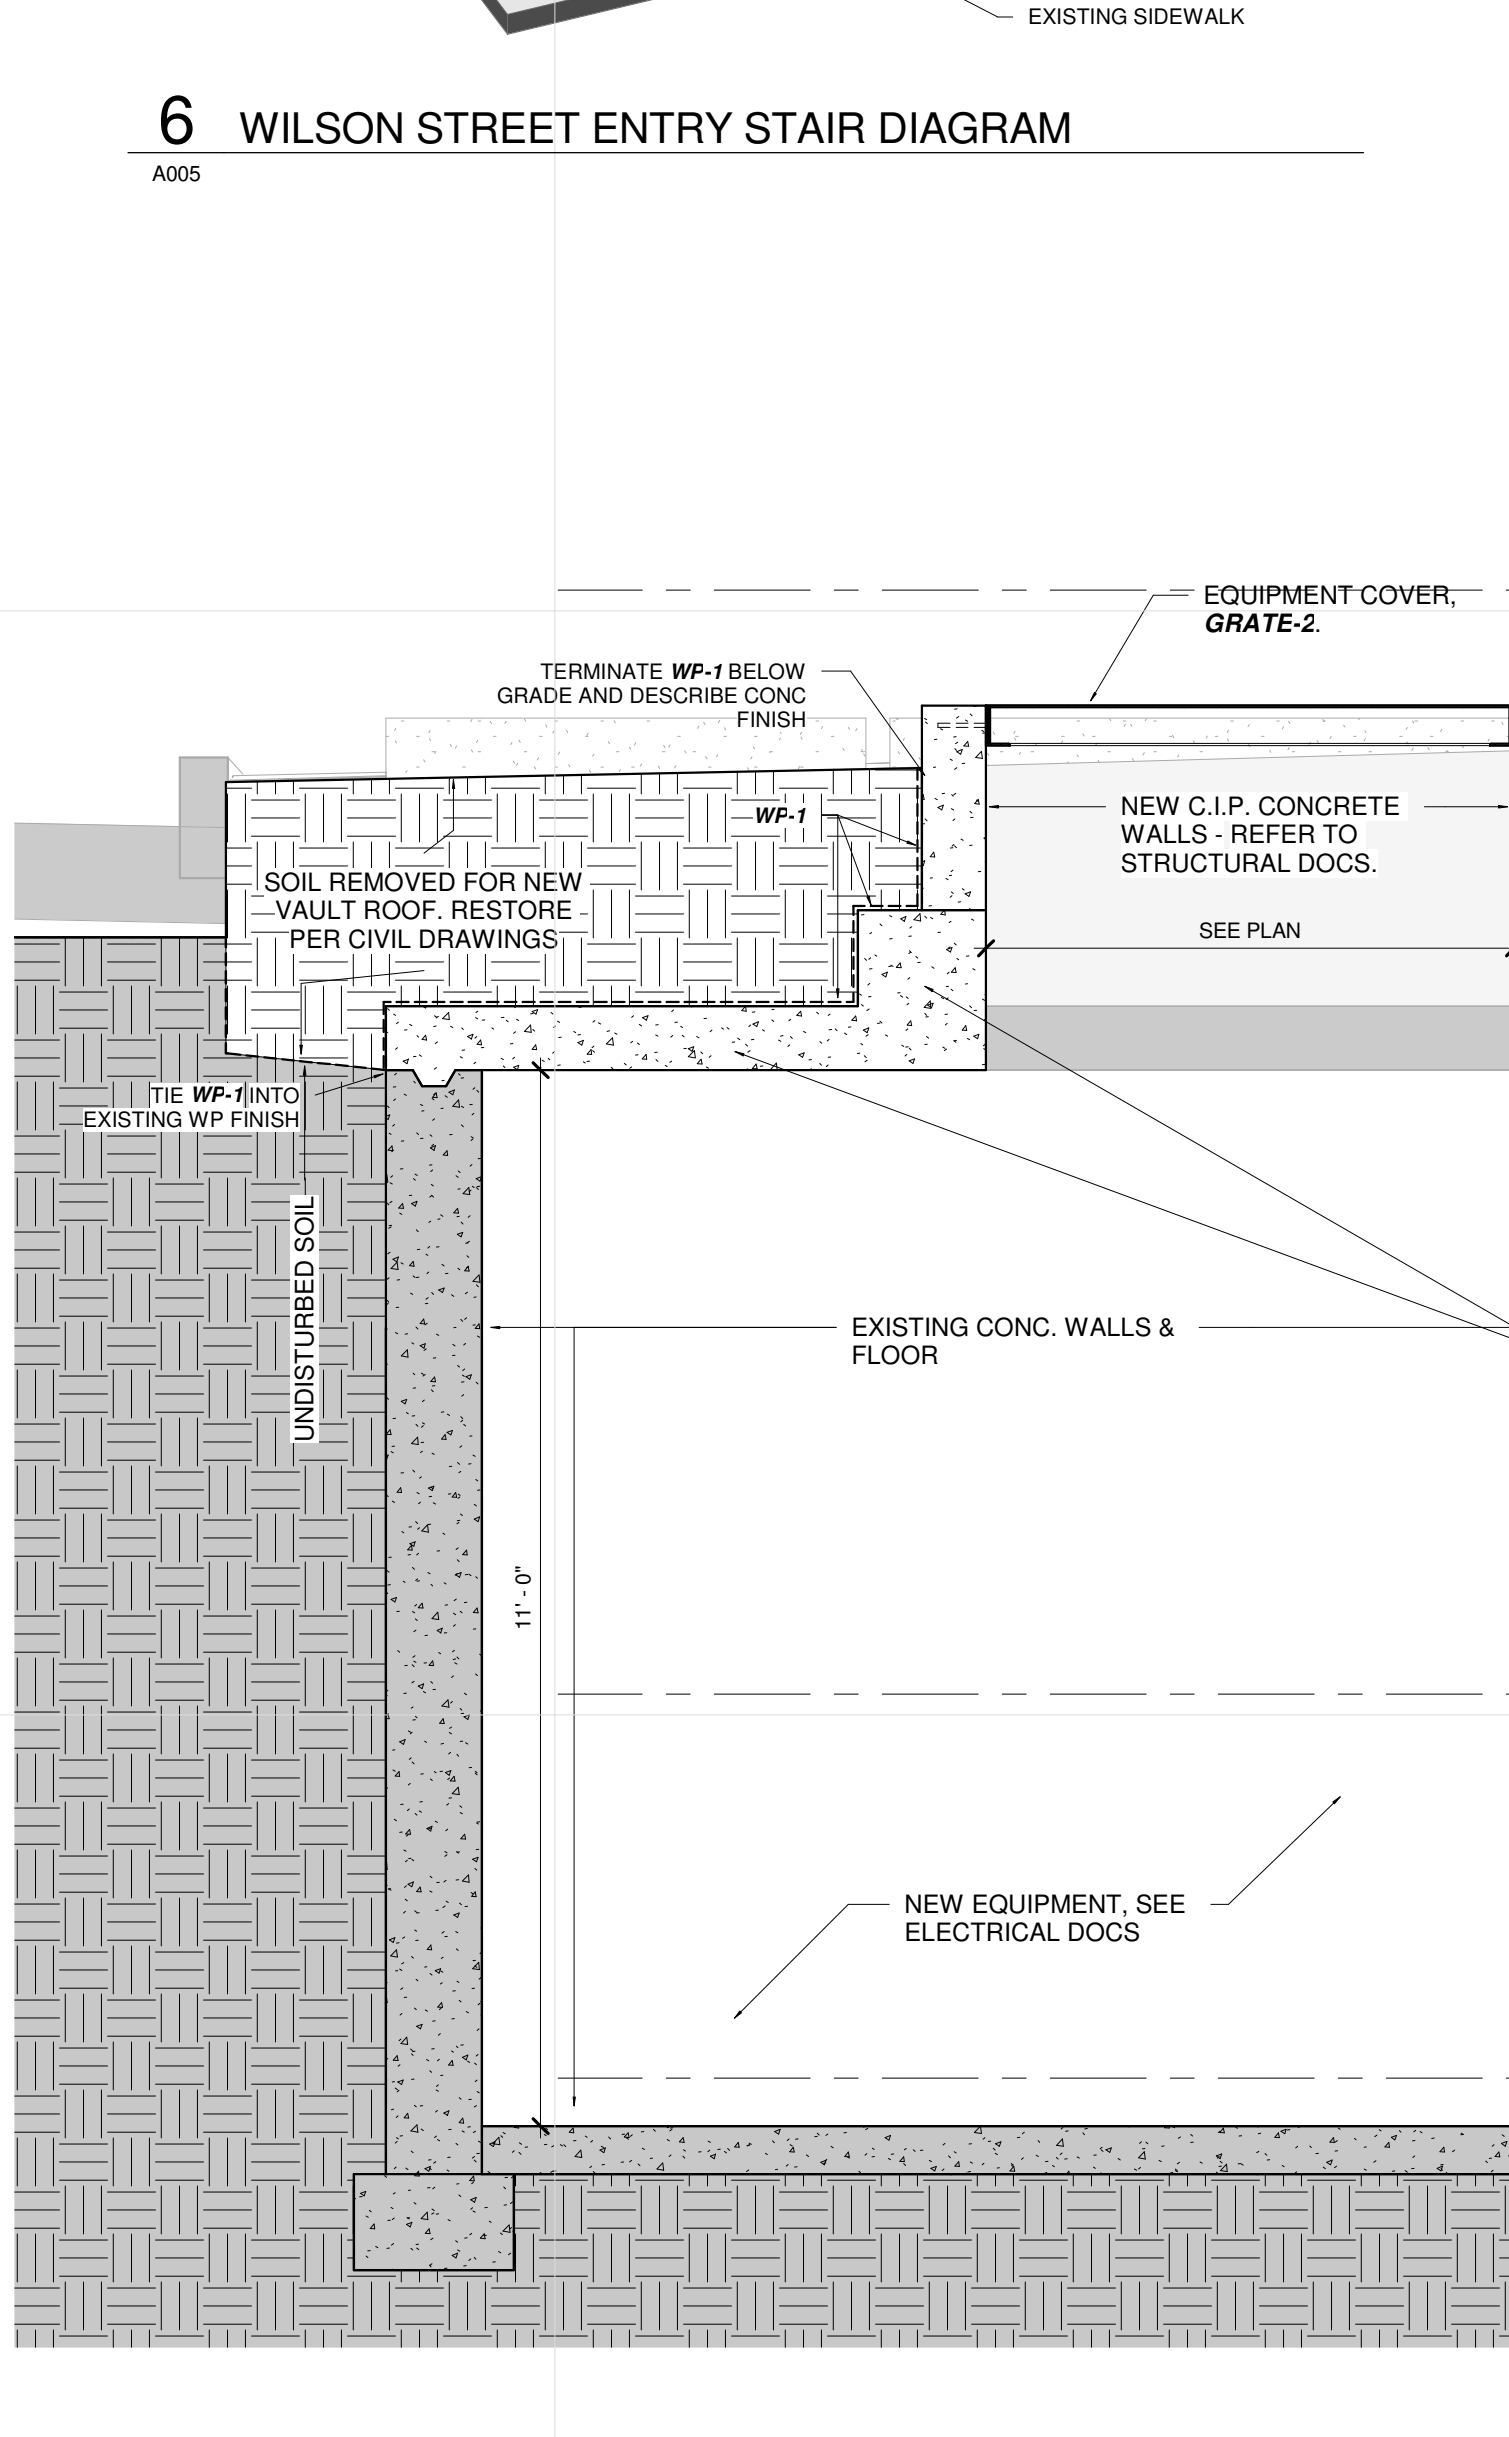 EXISTING SIDEWALK
6 WILSON STREET ENTRY STAIR DIAGRAM
A005
EQUIPMENT COVER,
GRATE-2.
TERMINATE WP-1 BELOW
GRADE AND DESCRIBE CONC
FINISH
WP-1
NEW C.I.P. CONCRETE
WALLS - REFER TO
STRUCTURAL DOCS.
SOIL REMOVED FOR NEW
VAULT ROOF. RESTORE
PER CIVIL DRAWINGS
SEE PLAN
TIE WP-1 INTO
EXISTING WP FINISH
UNDISTURBED SOIL
EXISTING CONC. WALLS &
FLOOR
11' - 0"
NEW EQUIPMENT, SEE
ELECTRICAL DOCS